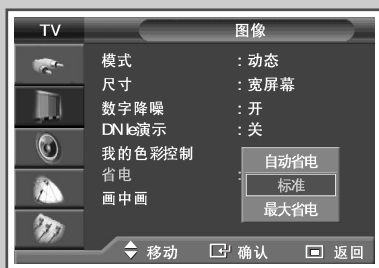 TV 图像
模式 : 动态
尺寸 : 宽屏幕
数字降噪 : 开
DNIe演示 : 关
我的色彩控制
省电 :
画中画
自动省电
标准
最大省电
移动 确认 返回